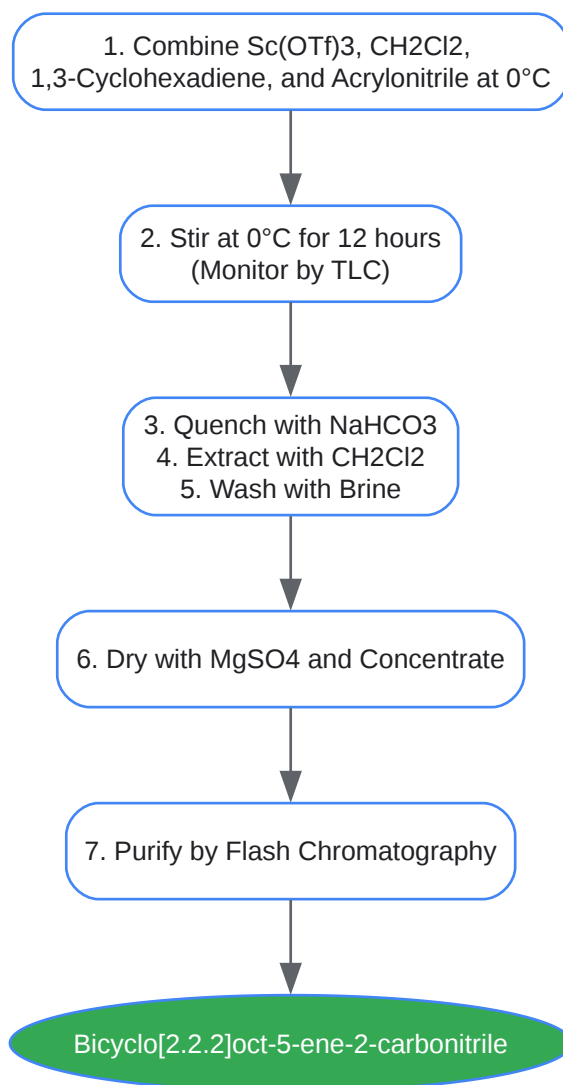 1. Combine Sc(OTf)3, CH2Cl2,
1,3-Cyclohexadiene, and Acrylonitrile at 0°C
2. Stir at 0°C for 12 hours
(Monitor by TLC)
3. Quench with NaHCO3
4. Extract with CH2Cl2
5. Wash with Brine
6. Dry with MgSO4 and Concentrate
7. Purify by Flash Chromatography
Bicyclo[2.2.2]oct-5-ene-2-carbonitrile